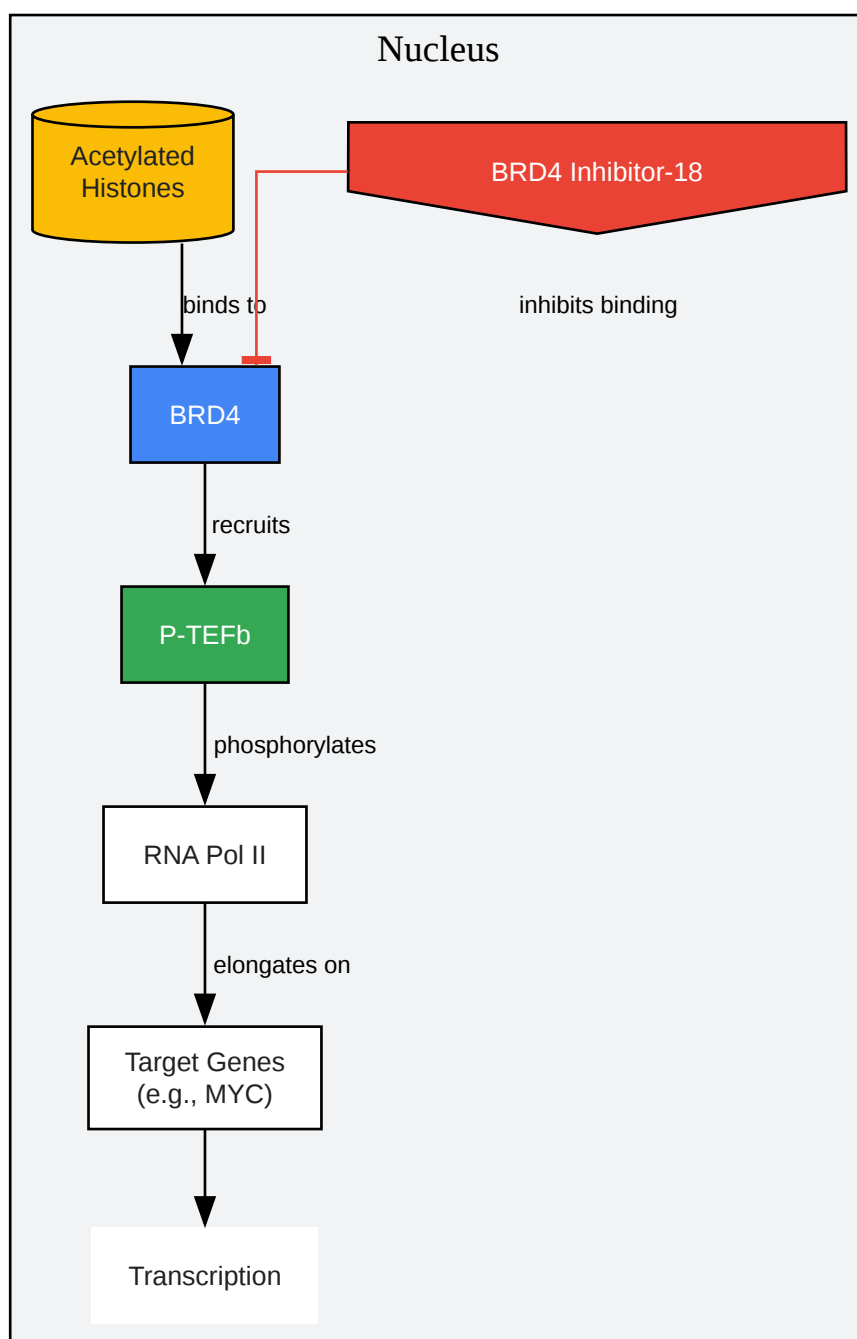 Nucleus
Acetylated
Histones
BRD4 Inhibitor-18
binds to
inhibits binding
BRD4
recruits
P-TEFb
phosphorylates
RNA Pol II
elongates on
Target Genes
(e.g., MYC)
Transcription